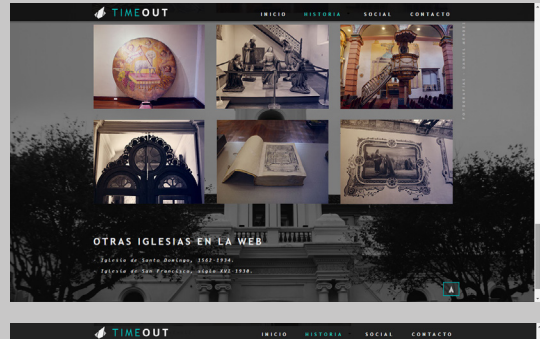 TIMEOUT
INICIO HISTORIA SOCIAL CONTACTO
OTRAS IGLESIAS EN LA WEB
- Iglesia de Santo Domingo, 1562-1934.
- Iglesia de San Francisco, siglo XVI-1930.
TIMEOUT
INICIO HISTORIA SOCIAL CONTACTO